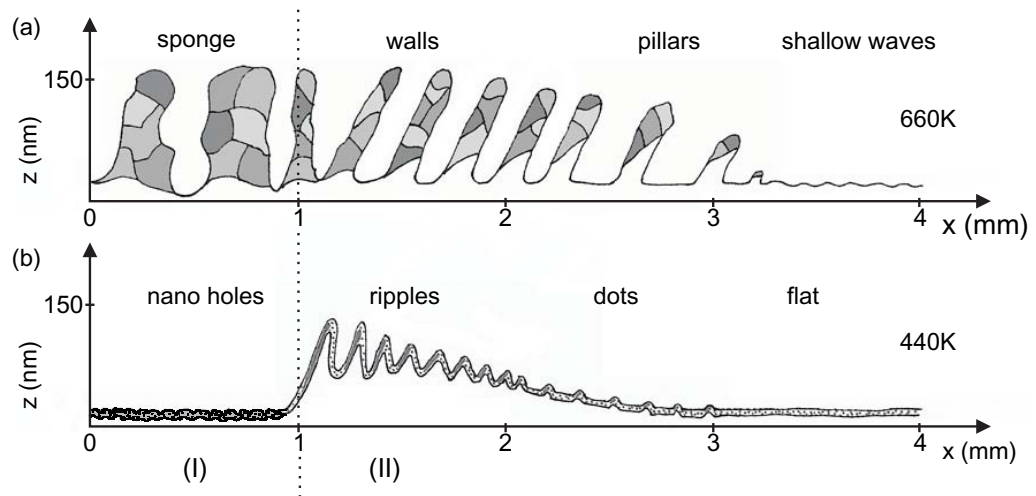 (a)
sponge
walls
pillars
shallow waves
150
660K
z (nm)
0
1
2
3
4
x (mm)
(b)
nano holes
ripples
dots
flat
150
440K
z (nm)
0
1
2
3
4
x (mm)
(I)
(II)